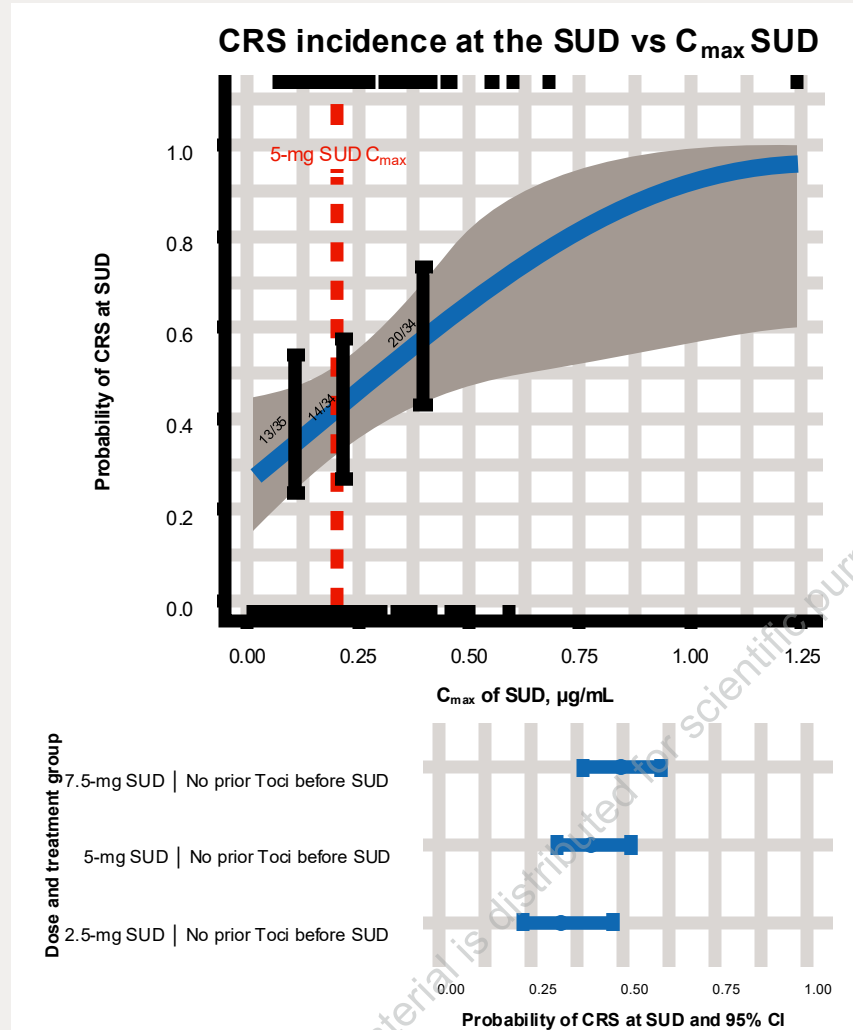 CRS incidence at the SUD vs Cmax SUD
5-mg SUD Cmax
Probability of CRS at SUD
1.0
0.8
0.6
0.4
0.2
0.0
13/35
14/34
20/34
0.00 0.25 0.50 0.75 1.00 1.25
Cmax of SUD, µg/mL
Dose and treatment group
7.5-mg SUD | No prior Toci before SUD
5-mg SUD | No prior Toci before SUD
2.5-mg SUD | No prior Toci before SUD
0.00 0.25 0.50 0.75 1.00
Probability of CRS at SUD and 95% CI
material is distributed for scientific